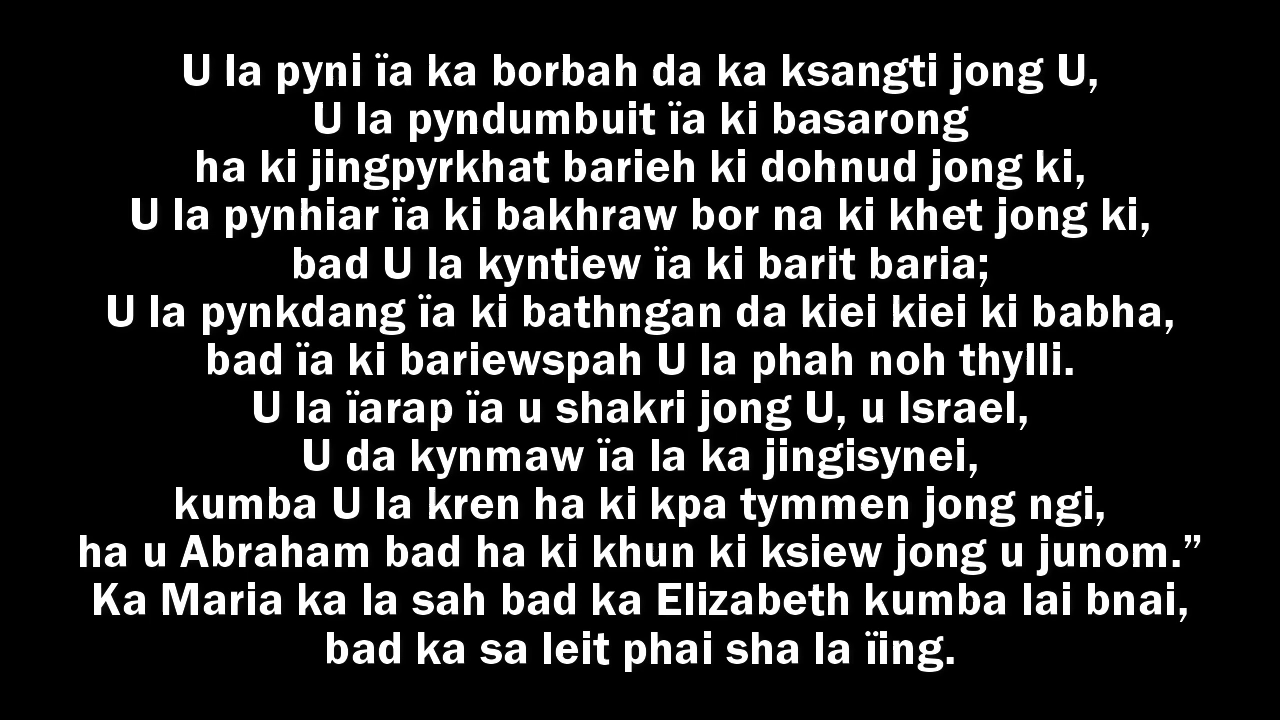 U la pyni ïa ka borbah da ka ksangti jong U,
U la pyndumbuit ïa ki basarong
ha ki jingpyrkhat barieh ki dohnud jong ki,
U la pynhiar ïa ki bakhraw bor na ki khet jong ki,
bad U la kyntiew ïa ki barit baria;
U la pynkdang ïa ki bathngan da kiei kiei ki babha,
bad ïa ki bariewspah U la phah noh thylli.
U la ïarap ïa u shakri jong U, u Israel,
U da kynmaw ïa la ka jingisynei,
kumba U la kren ha ki kpa tymmen jong ngi,
ha u Abraham bad ha ki khun ki ksiew jong u junom.”
Ka Maria ka la sah bad ka Elizabeth kumba lai bnai,
bad ka sa leit phai sha la ïing.